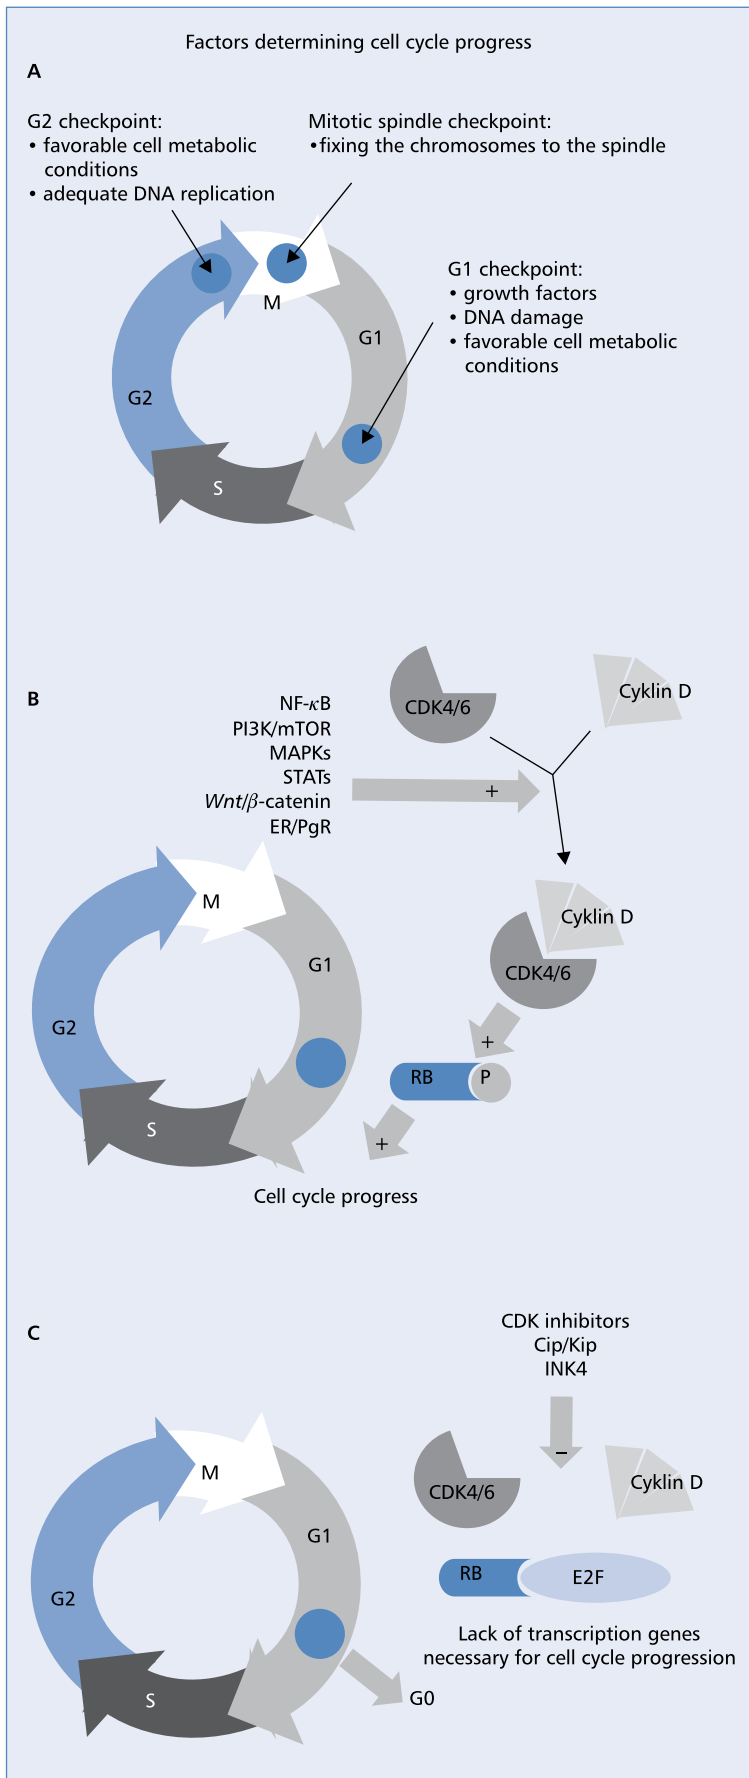 Factors determining cell cycle progress
A
G2 checkpoint:
• favorable cell metabolic
conditions
• adequate DNA replication
Mitotic spindle checkpoint:
•fixing the chromosomes to the spindle
G1 checkpoint:
• growth factors
• DNA damage
• favorable cell metabolic
conditions
M
G1
G2
S
B
NF-κB
PI3K/mTOR
MAPKs
STATs
Wnt/β-catenin
ER/PgR
CDK4/6
Cyklin D
+
Cyklin D
CDK4/6
+
RB
P
+
Cell cycle progress
M
G1
G2
S
C
CDK inhibitors
Cip/Kip
INK4
–
CDK4/6
Cyklin D
RB
E2F
Lack of transcription genes
necessary for cell cycle progression
M
G1
G2
S
G0